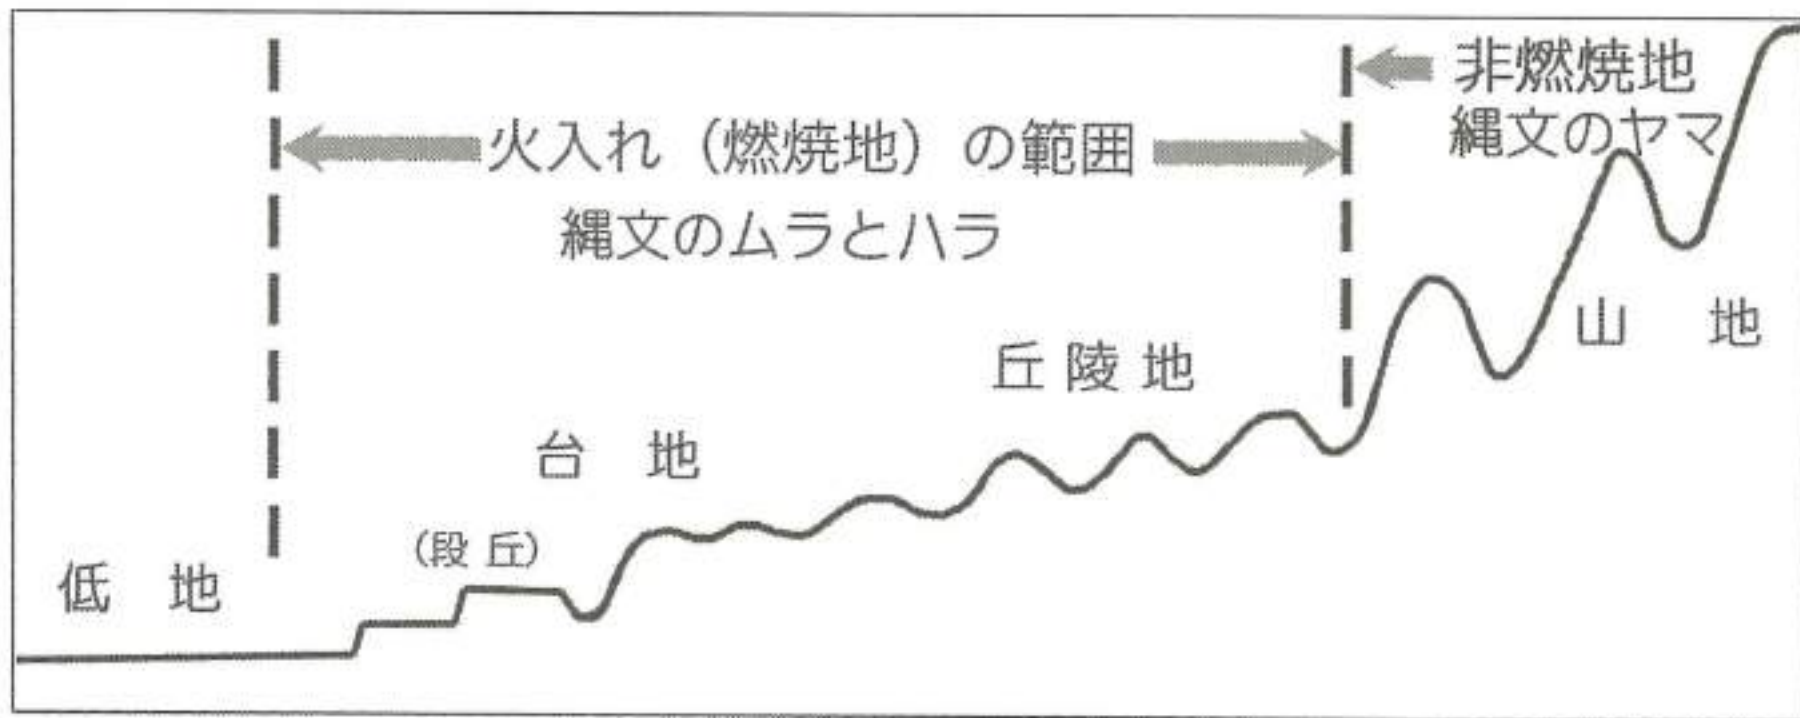 非燃焼地
縄文のヤマ
火入れ（燃焼地）の範囲
縄文のムラとハラ
山 地
丘 陵 地
台 地
（段 丘）
低 地